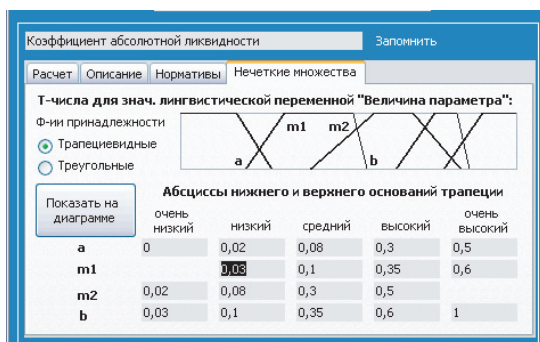 Коэффициент абсолютной ликвидности Запомнить
Расчет Описание Нормативы Нечеткие множества
Т-числа для знач. лингвистической переменной "Величина параметра":
Ф-ии принадлежности
Трапециевидные
Треугольные
m1 m2
a b
Показать на диаграмме
Абсциссы нижнего и верхнего оснований трапеции
очень низкий низкий средний высокий очень высокий
a 0 0,02 0,08 0,3 0,5
m1 0,03 0,1 0,35 0,6
m2 0,02 0,08 0,3 0,5
b 0,03 0,1 0,35 0,6 1